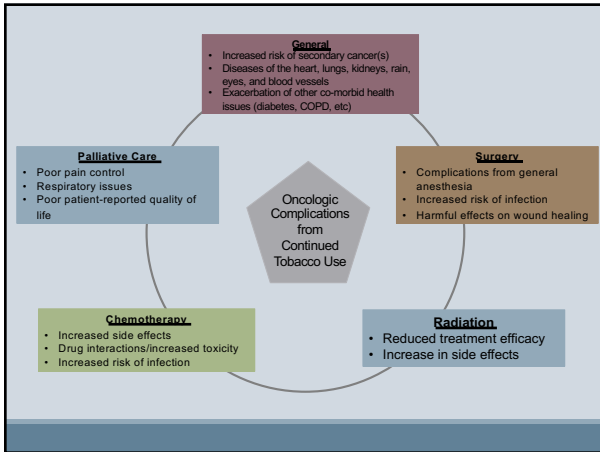 General
• Increased risk of secondary cancer(s)
• Diseases of the heart, lungs, kidneys, rain,
eyes, and blood vessels
• Exacerbation of other co-morbid health
issues (diabetes, COPD, etc)
Palliative Care
• Poor pain control
• Respiratory issues
• Poor patient-reported quality of
life
Surgery
• Complications from general
anesthesia
• Increased risk of infection
• Harmful effects on wound healing
Oncologic
Complications
from
Continued
Tobacco Use
Chemotherapy
• Increased side effects
• Drug interactions/increased toxicity
• Increased risk of infection
Radiation
• Reduced treatment efficacy
• Increase in side effects